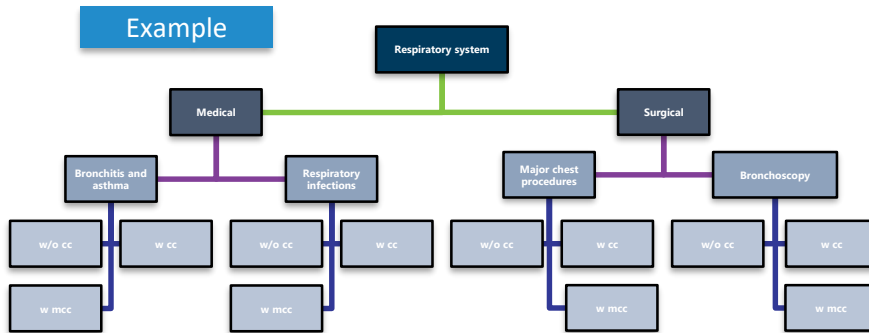 Example
Respiratory system
Medical
Surgical
Bronchitis and
asthma
Respiratory
infections
Major chest
procedures
Bronchoscopy
w/o cc
w cc
w/o cc
w cc
w/o cc
w cc
w/o cc
w cc
w mcc
w mcc
w mcc
w mcc